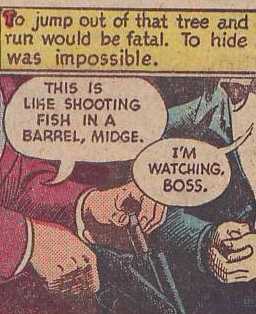 To jump out of that tree and
run would be fatal. To hide
was impossible.
THIS IS
LIKE SHOOTING
FISH IN A
BARREL, MIDGE.
I'M
WATCHING,
BOSS.